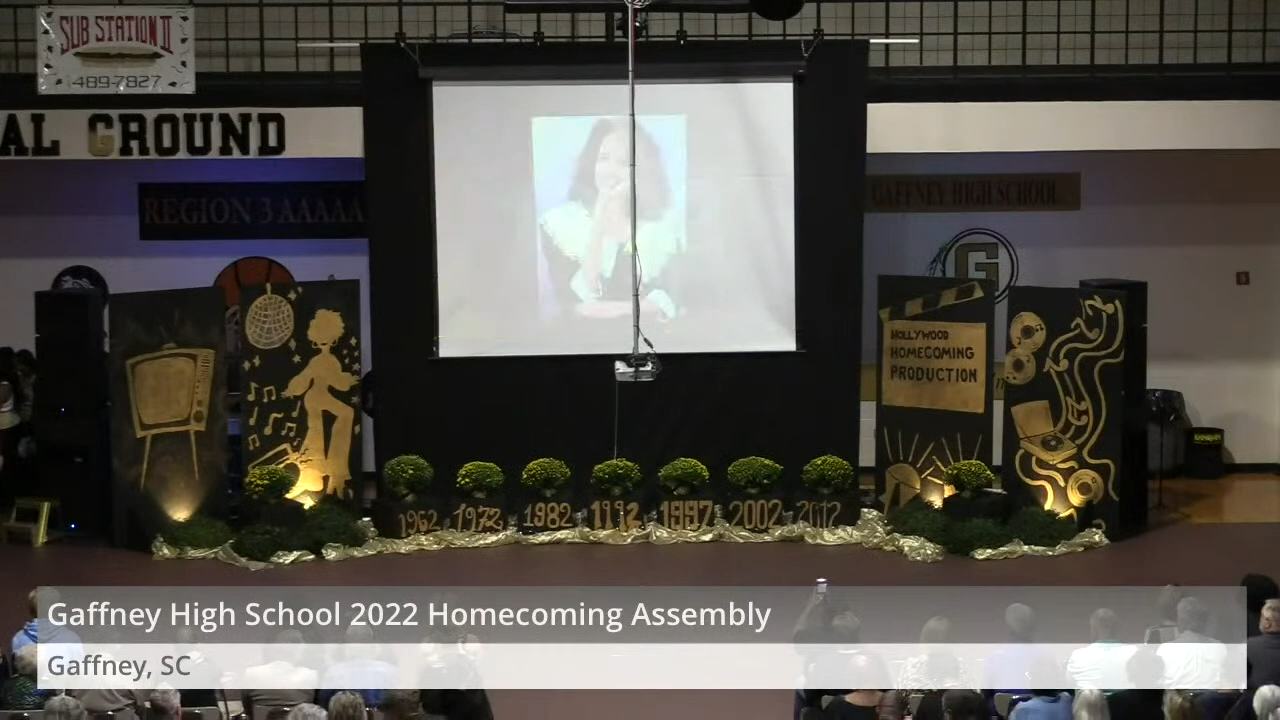 SUB STATION II
489-7827
AL GROUND
REGION 3 AAAAA
GAFFNEY HIGH SCHOOL
G
HOLLYWOOD
HOMECOMING
PRODUCTION
1962 1972 1982 1992 1997 2002 2012
Gaffney High School 2022 Homecoming Assembly
Gaffney, SC